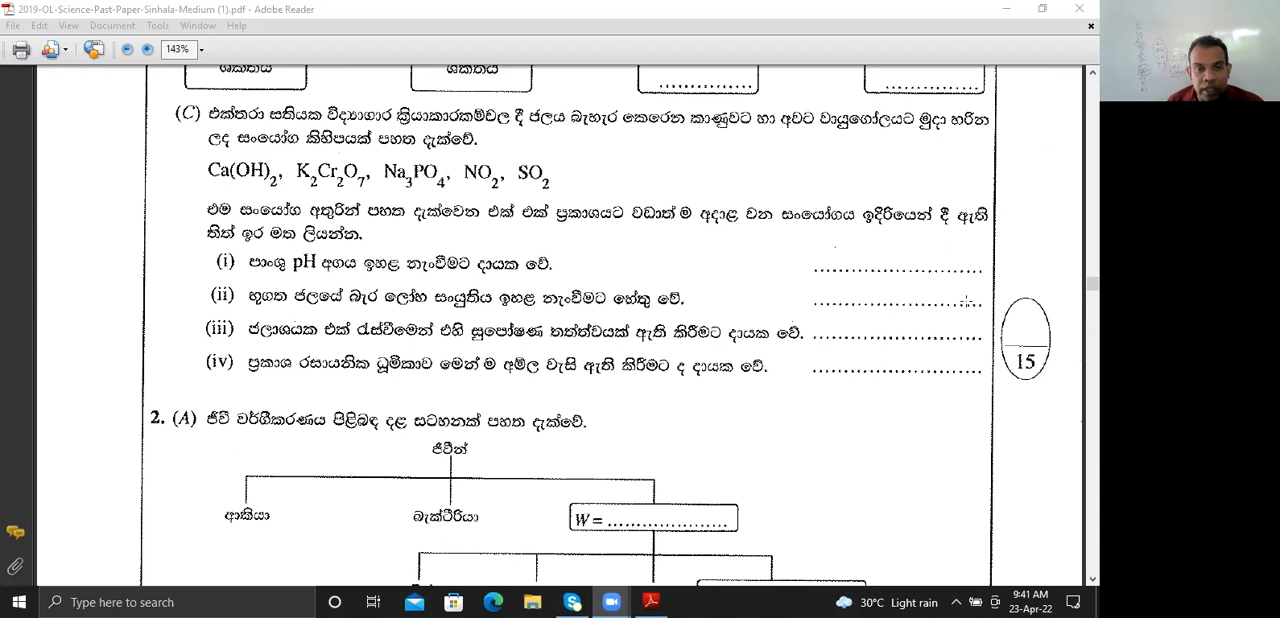 2019-OL-Science-Past-Paper-Sinhala-Medium (1).pdf - Adobe Reader
File Edit View Document Tools Window Help
143%
ශක්තිය ශක්තිය .............................. ..............................
(C) එක්තරා සතියක විද්‍යාගාර ක්‍රියාකාරකම්වල දී ජලය බැහැර කෙරෙන කාණුවට හා අවට වායුගෝලයට මුදා හරින
ලද සංයෝග කිහිපයක් පහත දැක්වේ.
Ca(OH)2, K2Cr2O7, Na3PO4, NO2, SO2
එම සංයෝග අතුරින් පහත දැක්වෙන එක් එක් ප්‍රකාශයට වඩාත් ම අදාළ වන සංයෝගය ඉදිරියෙන් දී ඇති
තිත් ඉර මත ලියන්න.
(i) පාංශු pH අගය ඉහළ නැංවීමට දායක වේ. ..............................
(ii) භූගත ජලයේ බැර ලෝහ සංයුතිය ඉහළ නැංවීමට හේතු වේ. ..............................
(iii) ජලාශයක එක් රැස්වීමෙන් එහි සුපෝෂණ තත්ත්වයක් ඇති කිරීමට දායක වේ. ..............................
(iv) ප්‍රකාශ රසායනික ධූමිකාව මෙන් ම අම්ල වැසි ඇති කිරීමට ද දායක වේ. ..............................
15
2. (A) ජීවී වර්ගීකරණය පිළිබඳ දළ සටහනක් පහත දැක්වේ.
ජීවීන්
ආකියා බැක්ටීරියා W = ..............................
Type here to search
30°C Light rain
9:41 AM
23-Apr-22